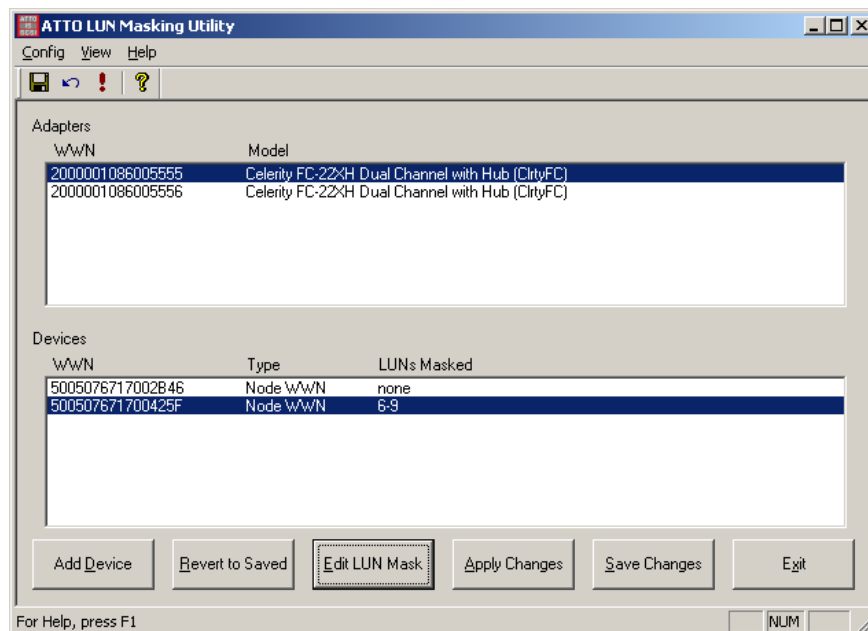 ATTO IS SCSI
ATTO LUN Masking Utility
Config View Help
Adapters
WWN Model
2000001086005555 Celerity FC-22XH Dual Channel with Hub (ClrtyFC)
2000001086005556 Celerity FC-22XH Dual Channel with Hub (ClrtyFC)
Devices
WWN Type LUNs Masked
5005076717002B46 Node WWN none
500507671700425F Node WWN 6-9
Add Device Revert to Saved Edit LUN Mask Apply Changes Save Changes Exit
For Help, press F1 NUM